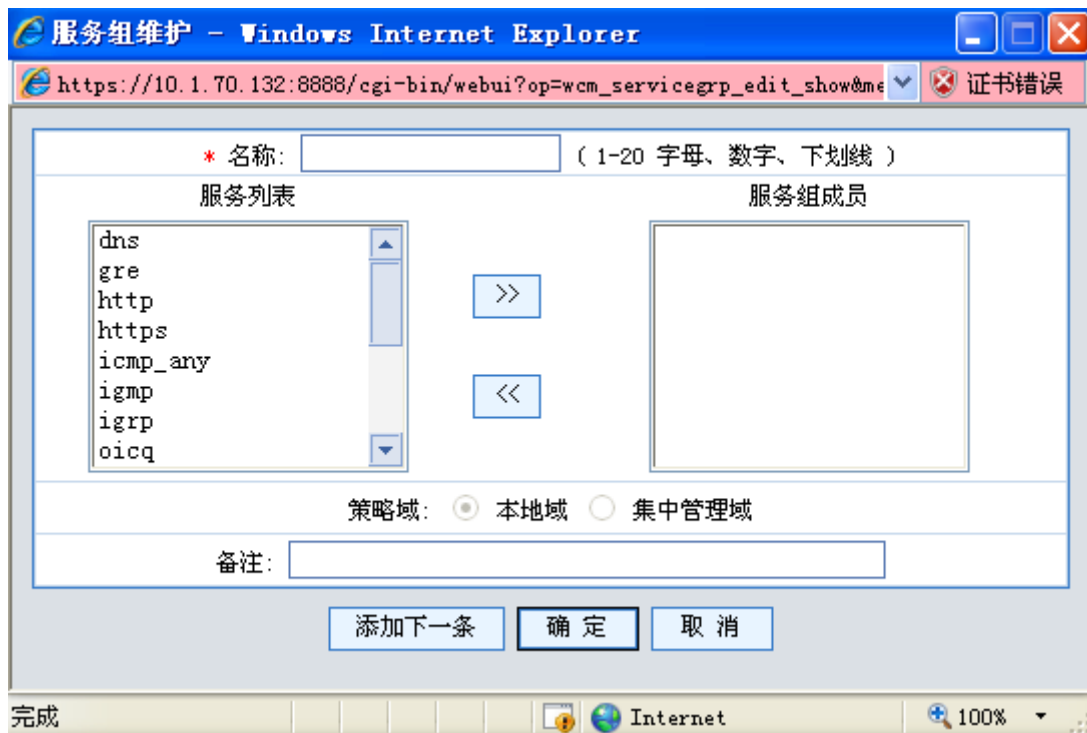 服务组维护 - Windows Internet Explorer
https://10.1.70.132:8888/cgi-bin/webui?op=wcm_servicegrp_edit_show&me 证书错误
* 名称: ( 1-20 字母、数字、下划线 )
服务列表 服务组成员
dns
gre
http
https
icmp_any
igmp
igrp
oicq
>>
<<
策略域: 本地域 集中管理域
备注:
添加下一条 确 定 取 消
完成 Internet 100%